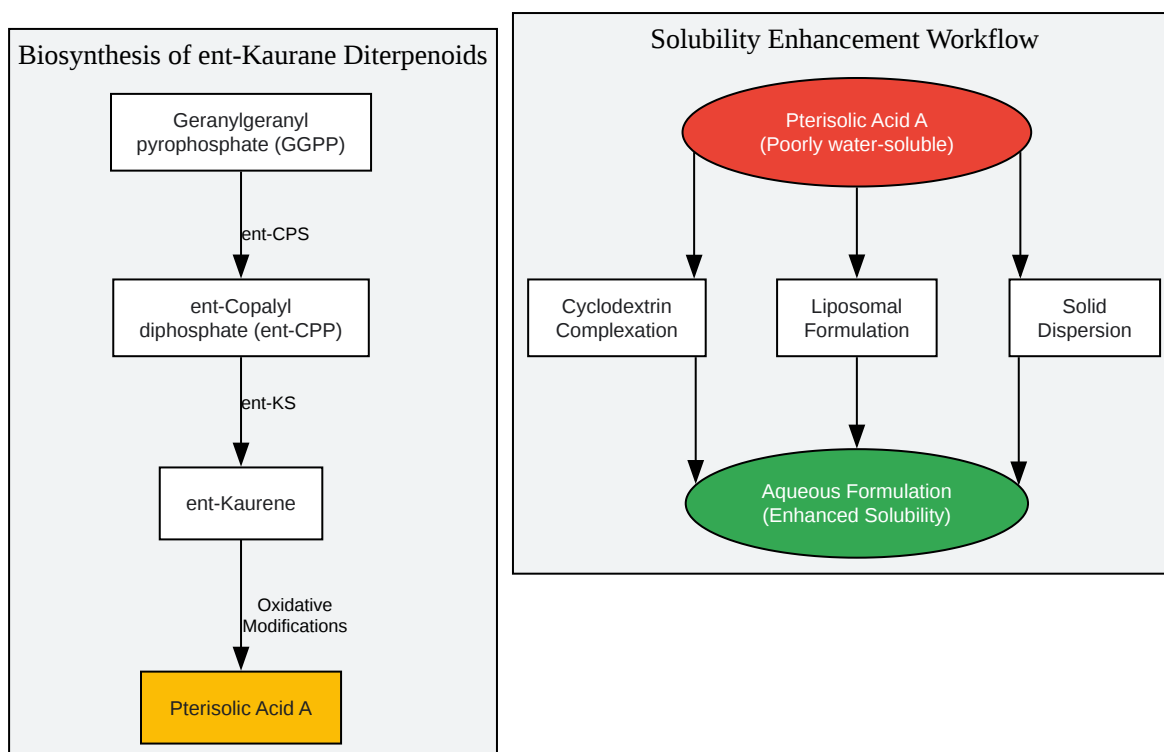 Biosynthesis of ent-Kaurane Diterpenoids
Geranylgeranyl
pyrophosphate (GGPP)
ent-CPS
ent-Copalyl
diphosphate (ent-CPP)
ent-KS
ent-Kaurene
Oxidative
Modifications
Pterisolic Acid A
Solubility Enhancement Workflow
Pterisolic Acid A
(Poorly water-soluble)
Cyclodextrin
Complexation
Liposomal
Formulation
Solid
Dispersion
Aqueous Formulation
(Enhanced Solubility)